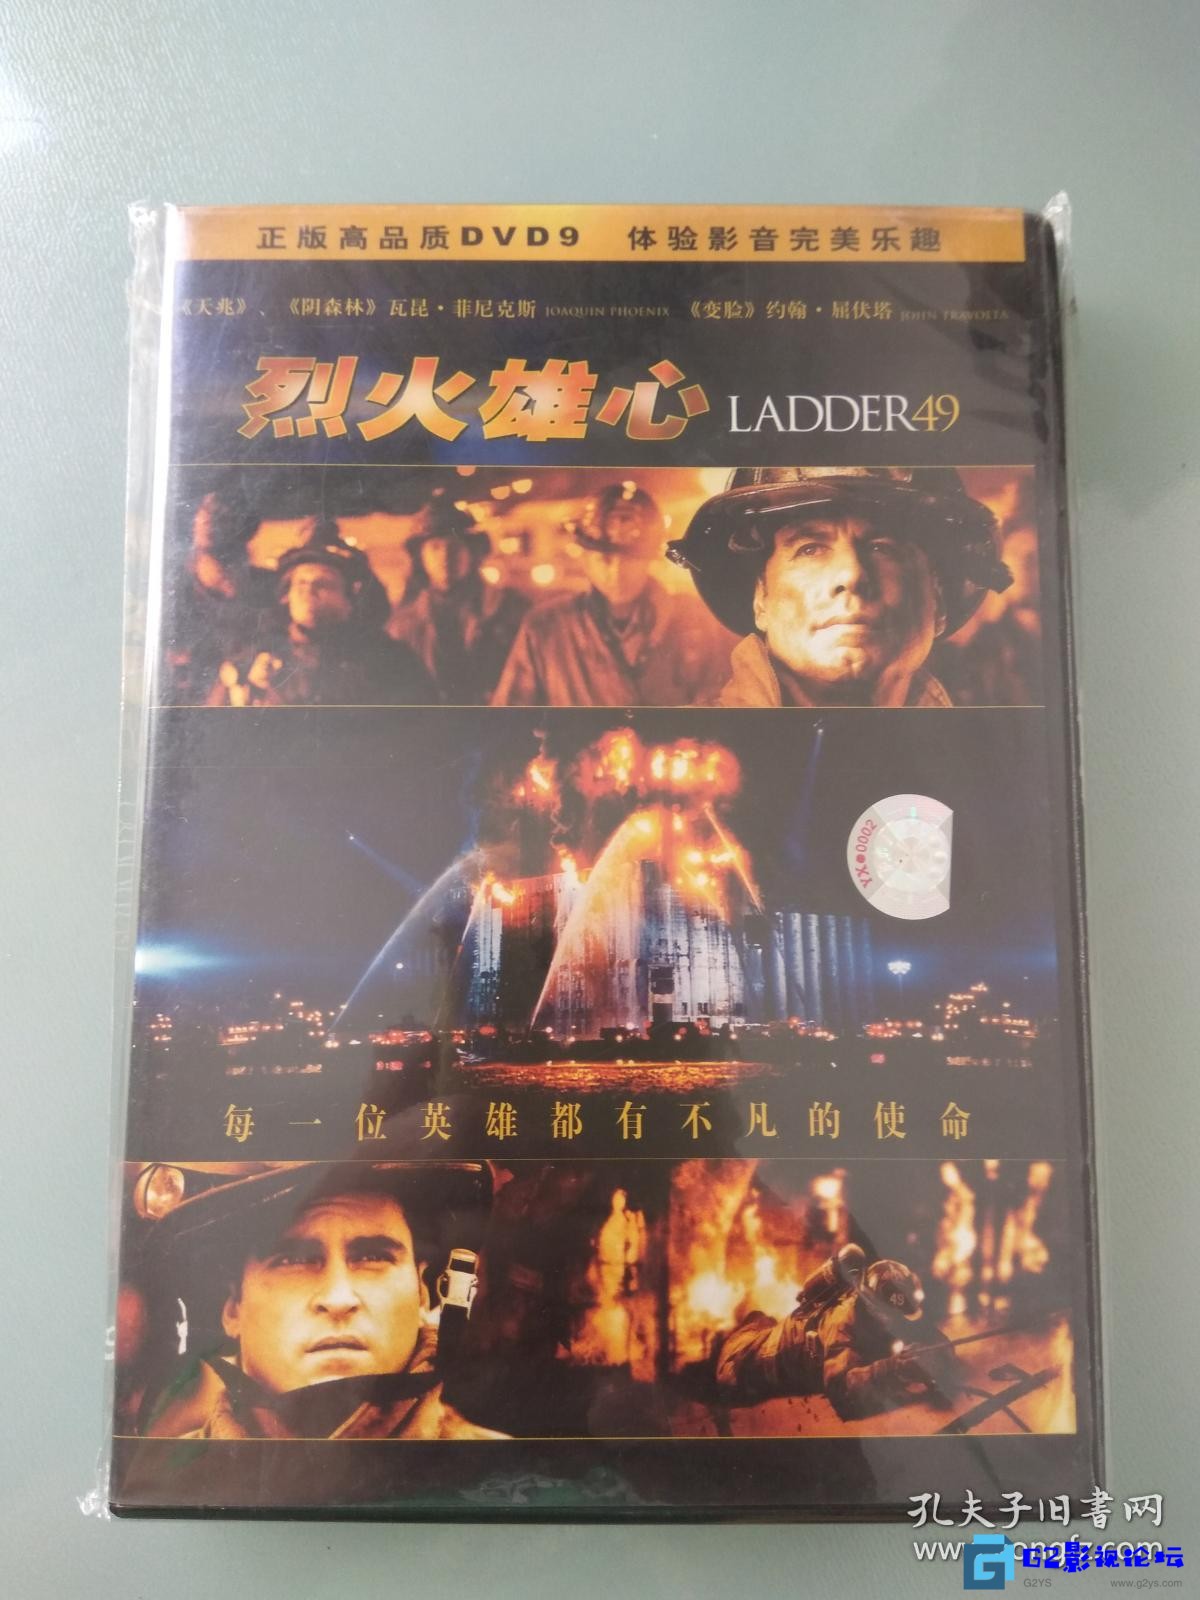 正版高品质DVD9 体验影音完美乐趣
《天兆》、《阴森林》瓦昆·菲尼克斯 JOAQUIN PHOENIX 《变脸》约翰·屈伏塔 JOHN TRAVOLTA
烈火雄心 LADDER49
YX●0002
每一位英雄都有不凡的使命
49
孔夫子旧書网
G2影视论坛
G2YS www.g2ys.com